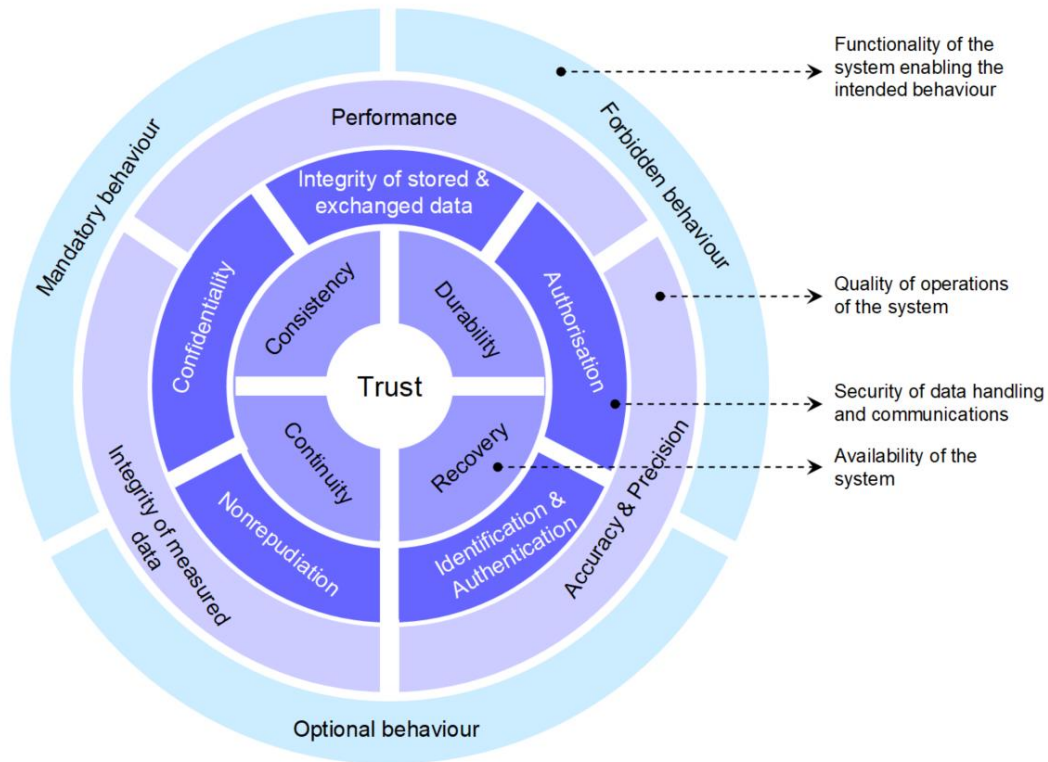 Mandatory behaviour
Forbidden behaviour
Optional behaviour
Performance
Integrity of measured
data
Accuracy & Precision
Integrity of stored &
exchanged data
Confidentiality
Authorisation
Nonrepudiation
Identification &
Authentication
Consistency
Durability
Continuity
Recovery
Trust
Functionality of the
system enabling the
intended behaviour
Quality of operations
of the system
Security of data handling
and communications
Availability of the
system